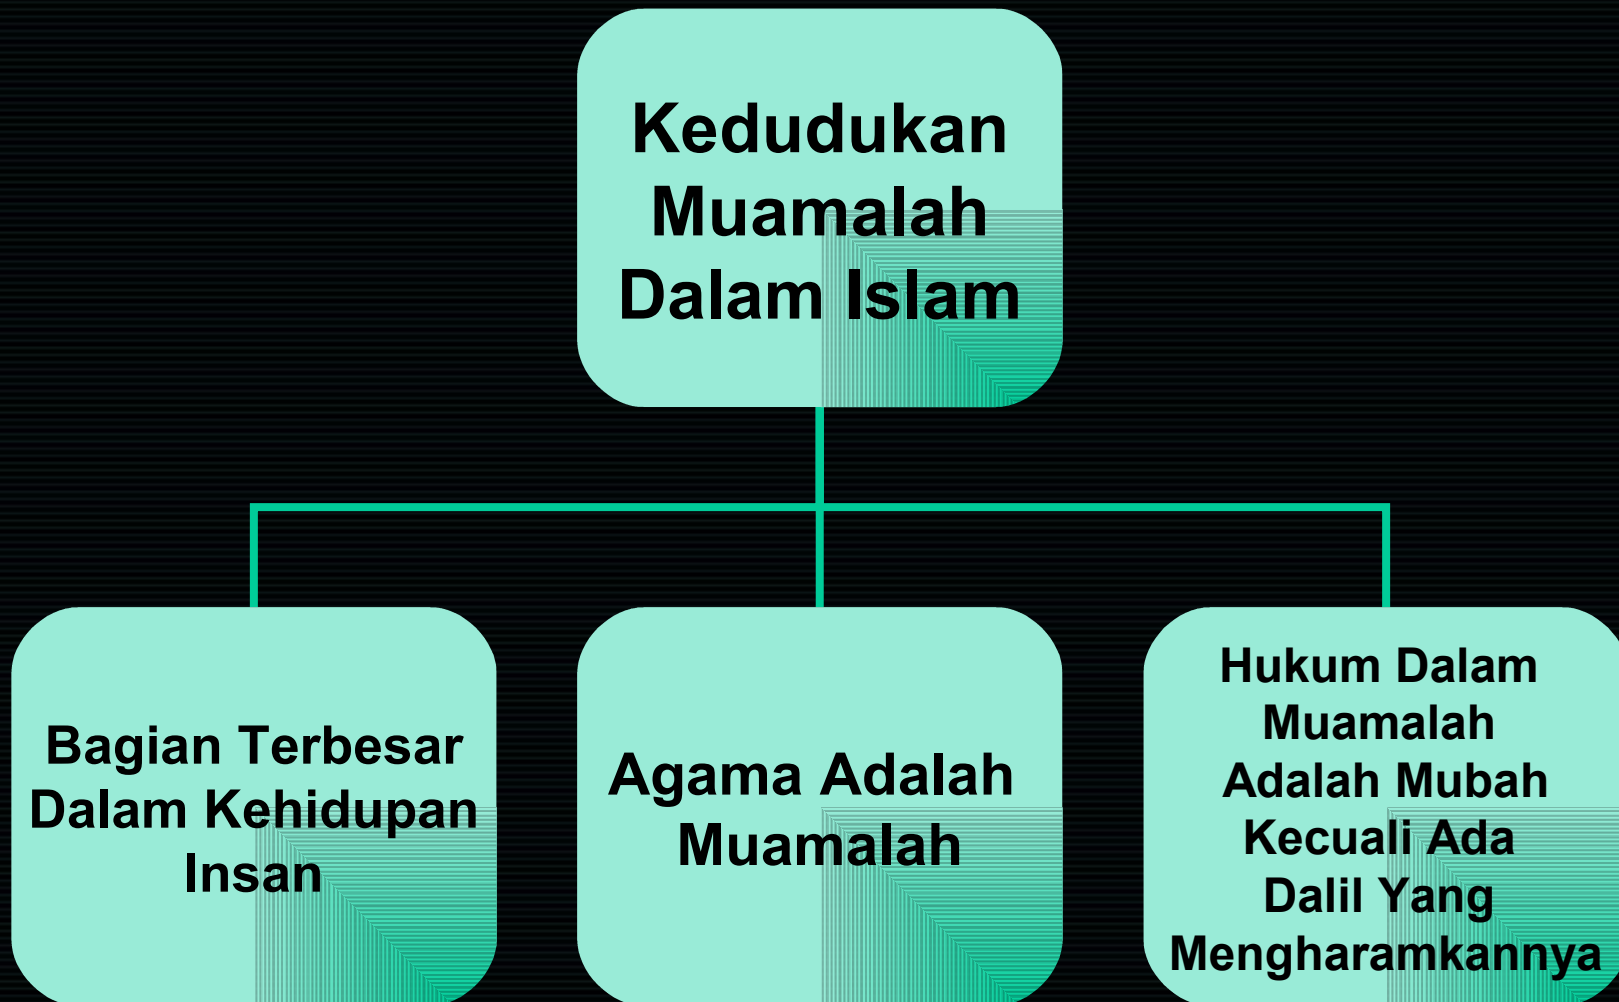 Kedudukan
Muamalah
Dalam Islam
Bagian Terbesar
Dalam Kehidupan
Insan
Agama Adalah
Muamalah
Hukum Dalam
Muamalah
Adalah Mubah
Kecuali Ada
Dalil Yang
Mengharamkannya